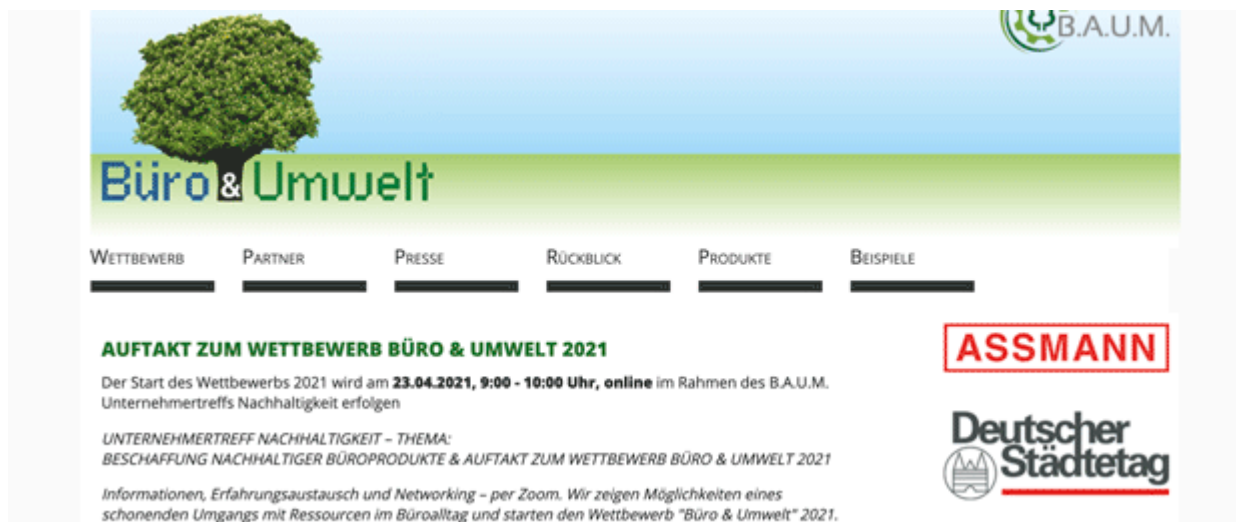 B.A.U.M.
Büro & Umwelt
WETTBEWERB PARTNER PRESSE RÜCKBLICK PRODUKTE BEISPIELE
AUFTAKT ZUM WETTBEWERB BÜRO & UMWELT 2021
Der Start des Wettbewerbs 2021 wird am 23.04.2021, 9:00 - 10:00 Uhr, online im Rahmen des B.A.U.M.
Unternehmertreffs Nachhaltigkeit erfolgen
UNTERNEHMERTREFF NACHHALTIGKEIT – THEMA:
BESCHAFFUNG NACHHALTIGER BÜROPRODUKTE & AUFTAKT ZUM WETTBEWERB BÜRO & UMWELT 2021
Informationen, Erfahrungsaustausch und Networking – per Zoom. Wir zeigen Möglichkeiten eines
schonenden Umgangs mit Ressourcen im Büroalltag und starten den Wettbewerb "Büro & Umwelt" 2021.
ASSMANN
Deutscher
Städtetag